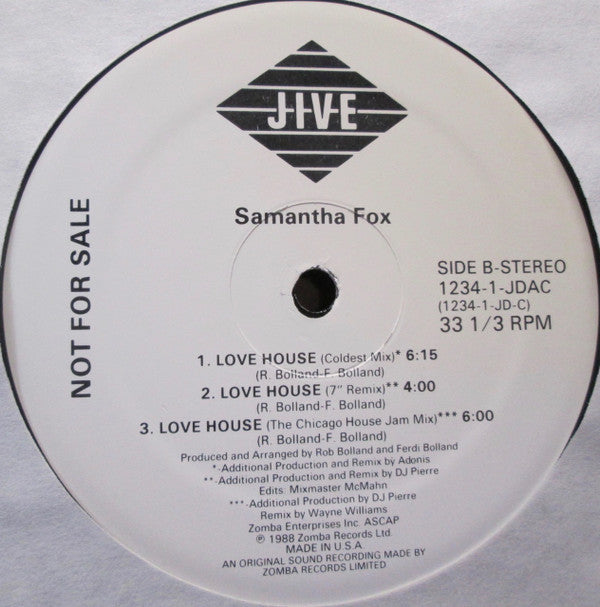 JIVE
Samantha Fox
NOT FOR SALE
SIDE B-STEREO
1234-1-JDAC
(1234-1-JD-C)
33 1/3 RPM
1. LOVE HOUSE (Coldest Mix)* 6:15
(R. Bolland-F. Bolland)
2. LOVE HOUSE (7" Remix)** 4:00
(R. Bolland-F. Bolland)
3. LOVE HOUSE (The Chicago House Jam Mix)*** 6:00
(R. Bolland-F. Bolland)
Produced and Arranged by Rob Bolland and Ferdi Bolland
*-Additional Production and Remix by Adonis
**-Additional Production and Remix by DJ Pierre
Edits: Mixmaster McMahn
***-Additional Production by DJ Pierre
Remix by Wayne Williams
Zomba Enterprises Inc. ASCAP
℗ 1988 Zomba Records Ltd.
MADE IN U.S.A
AN ORIGINAL SOUND RECORDING MADE BY
ZOMBA RECORDS LIMITED